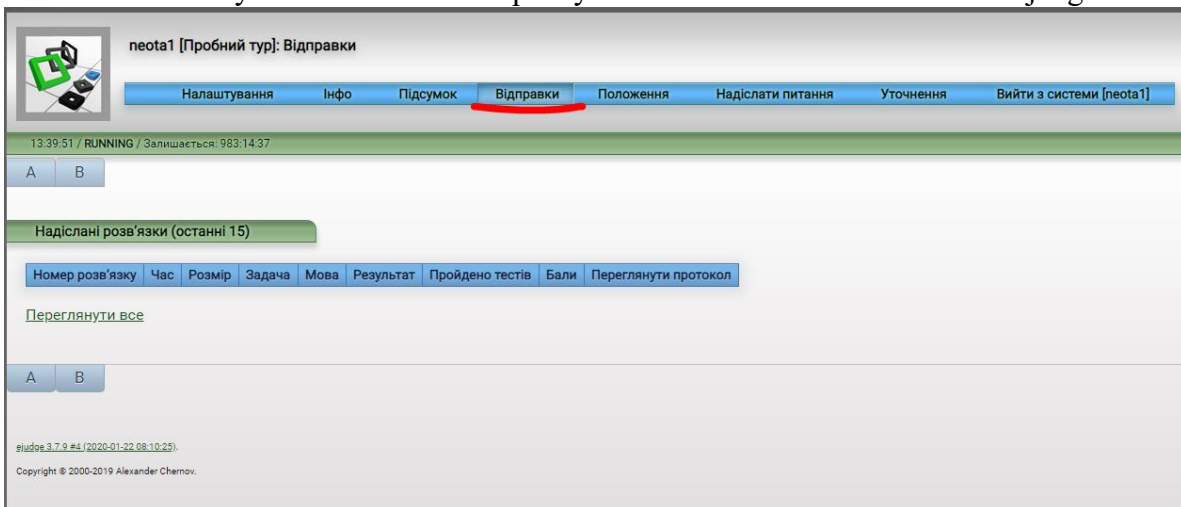 neota1 [Пробний тур]: Відправки
Налаштування Інфо Підсумок Відправки Положення Надіслати питання Уточнення Вийти з системи [neota1]
13:39:51 / RUNNING / Залишається: 983:14:37
A B
Надіслані розв'язки (останні 15)
Номер розв'язку Час Розмір Задача Мова Результат Пройдено тестів Бали Переглянути протокол
Переглянути все
A B
ejudge 3.7.9 #4 (2020-01-22 08:10:25).
Copyright © 2000-2019 Alexander Chernov.